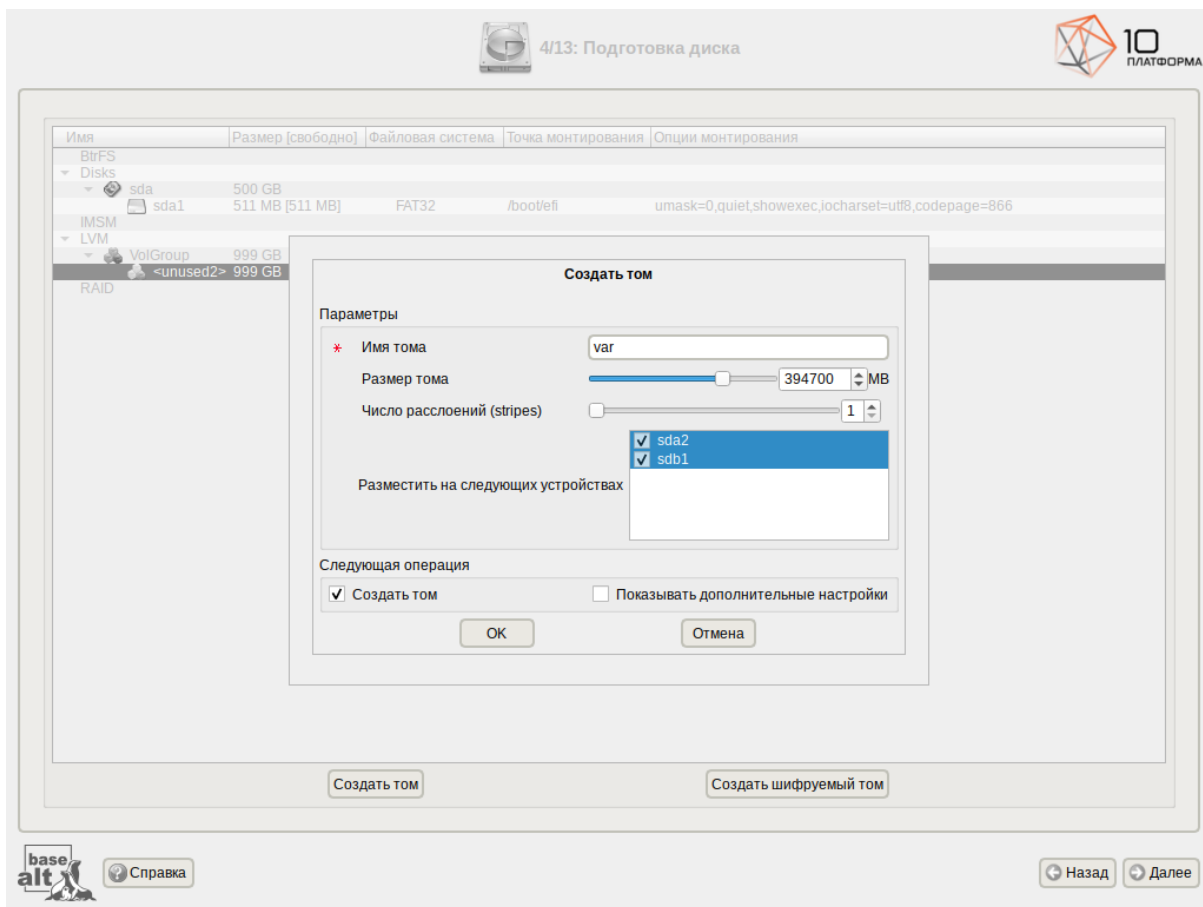 4/13: Подготовка диска
10
ПЛАТФОРМА
Имя Размер [свободно] Файловая система Точка монтирования Опции монтирования
BtrFS
Disks
sda 500 GB
sda1 511 MB [511 MB] FAT32 /boot/efi umask=0,quiet,showexec,iocharset=utf8,codepage=866
IMSM
LVM
VolGroup 999 GB
<unused2> 999 GB
RAID
Создать том
Параметры
* Имя тома var
Размер тома 394700 MB
Число расслоений (stripes) 1
sda2
sdb1
Разместить на следующих устройствах
Следующая операция
Создать том Показывать дополнительные настройки
OK Отмена
Создать том Создать шифруемый том
base
alt
Справка Назад Далее